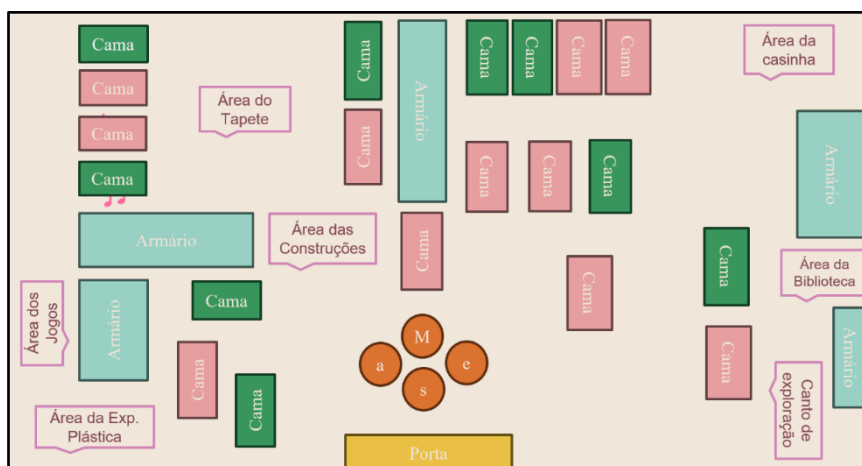 Cama
Cama
Cama
Cama
Área do
Tapete
Cama
Cama
Armário
Cama
Cama
Cama
Cama
Área da
casinha
Cama
Cama
Cama
Armário
Armário
Área das
Construções
Cama
Cama
Cama
Área da
Biblioteca
Área dos
Jogos
Armário
Cama
Cama
Cama
M
a
e
s
Cama
Armário
Canto de
exploração
Área da Exp.
Plástica
Porta